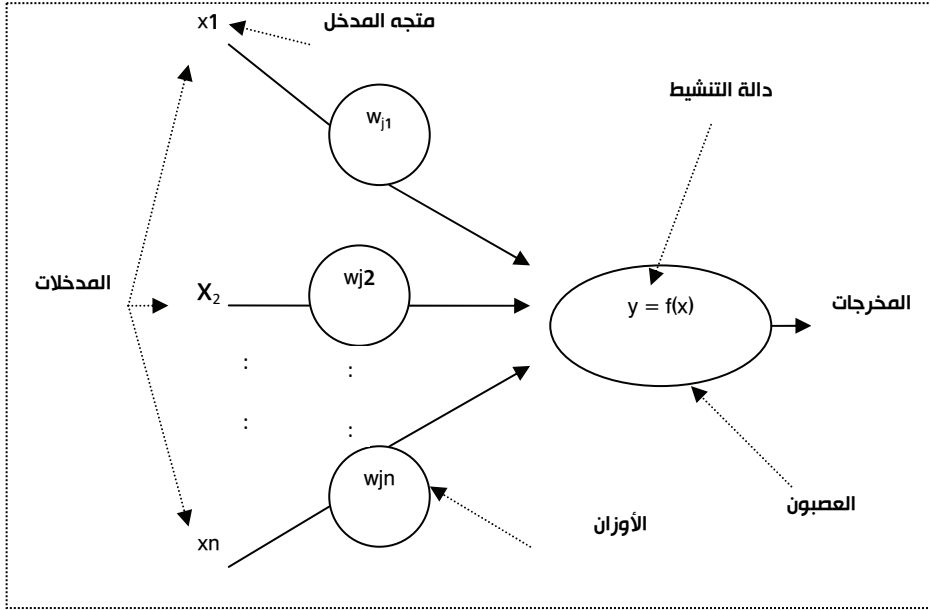 x1
متجه المدخل
دالة التنشيط
wj1
المدخلات
X2
wj2
y = f(x)
المخرجات
: :
: :
wjn
العصبون
الأوزان
xn